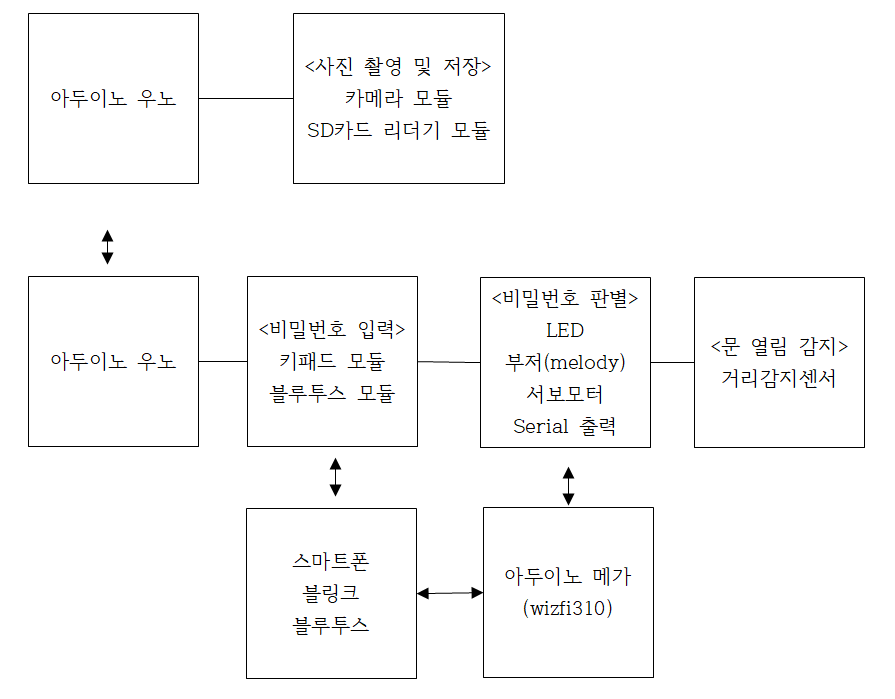 아두이노 우노
<사진 촬영 및 저장>
카메라 모듈
SD카드 리더기 모듈
아두이노 우노
<비밀번호 입력>
키패드 모듈
블루투스 모듈
<비밀번호 판별>
LED
부저(melody)
서보모터
Serial 출력
<문 열림 감지>
거리감지센서
스마트폰
블링크
블루투스
아두이노 메가
(wizfi310)